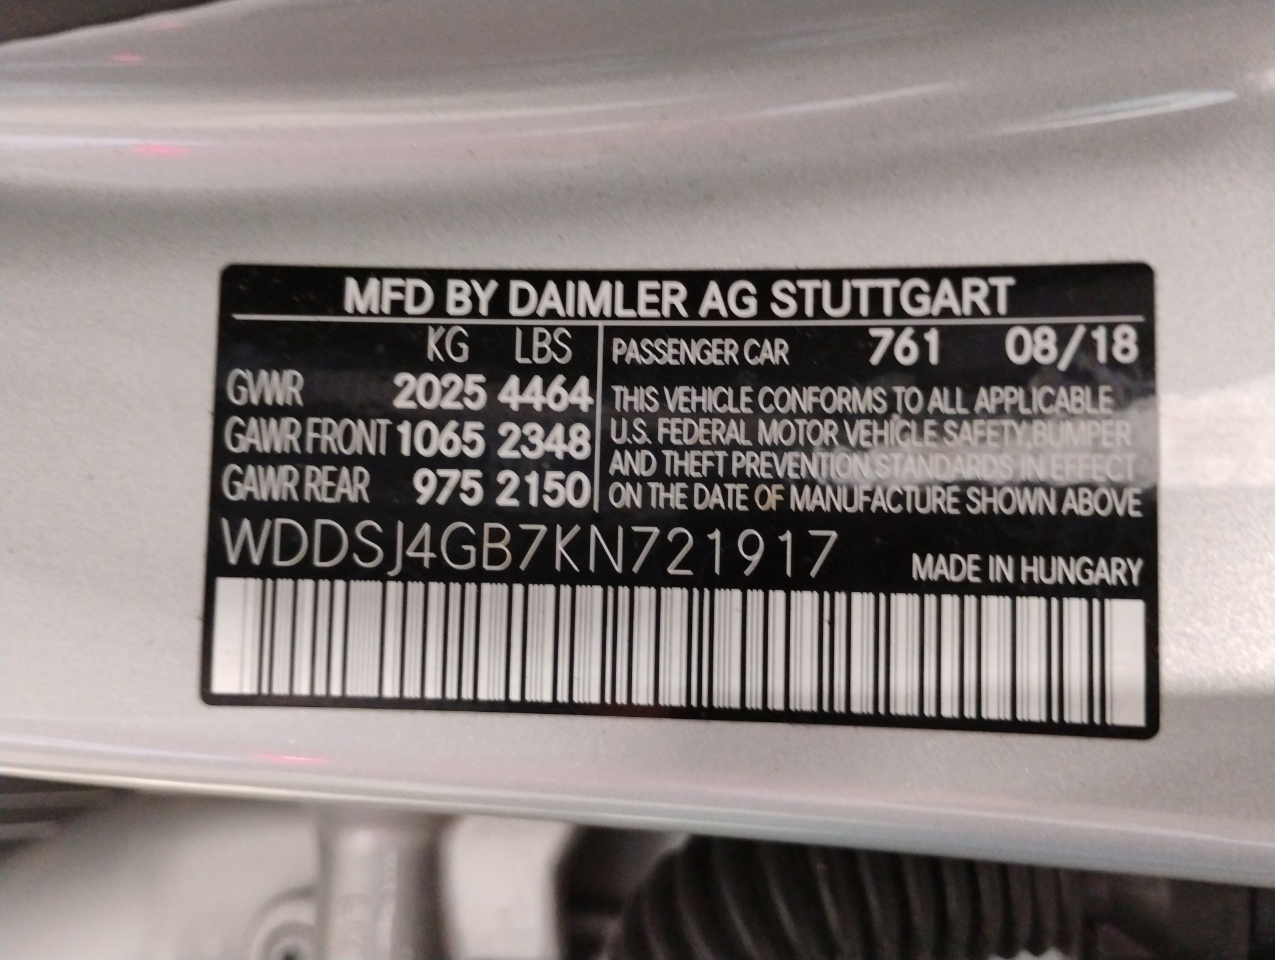 MFD BY DAIMLER AG STUTTGART
KG LBS
GVWR 2025 4464
GAWR FRONT 1065 2348
GAWR REAR 975 2150
PASSENGER CAR 761 08/18
THIS VEHICLE CONFORMS TO ALL APPLICABLE
U.S. FEDERAL MOTOR VEHICLE SAFETY, BUMPER
AND THEFT PREVENTION STANDARDS IN EFFECT
ON THE DATE OF MANUFACTURE SHOWN ABOVE
WDDSJ4GB7KN721917
MADE IN HUNGARY